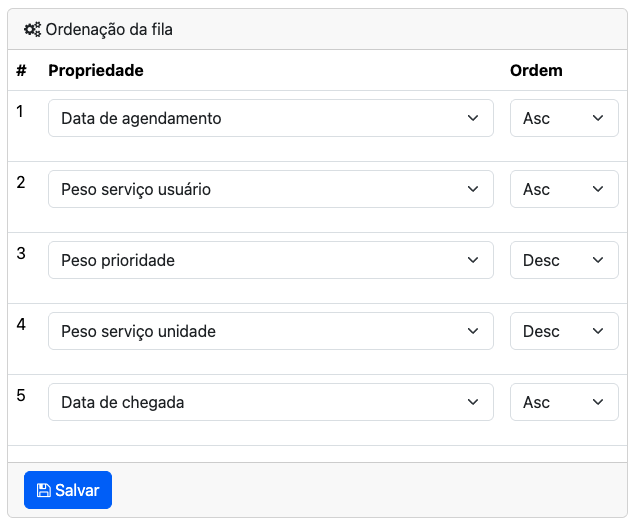 Ordenação da fila
# Propriedade Ordem
1 Data de agendamento Asc
2 Peso serviço usuário Asc
3 Peso prioridade Desc
4 Peso serviço unidade Desc
5 Data de chegada Asc
Salvar